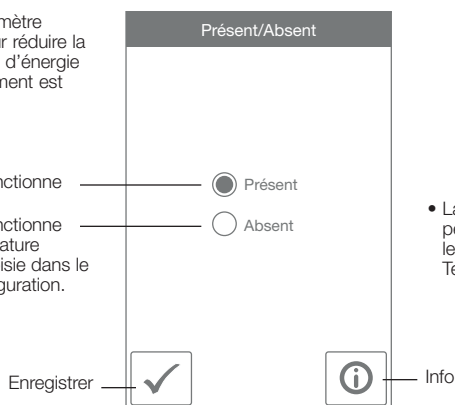 mètre
r réduire la
d'énergie
ment est
nctionne
nctionne
ature
isie dans le
guration.
Enregistrer
Présent/Absent
Présent
Absent
• La
pe
le
Te
Info